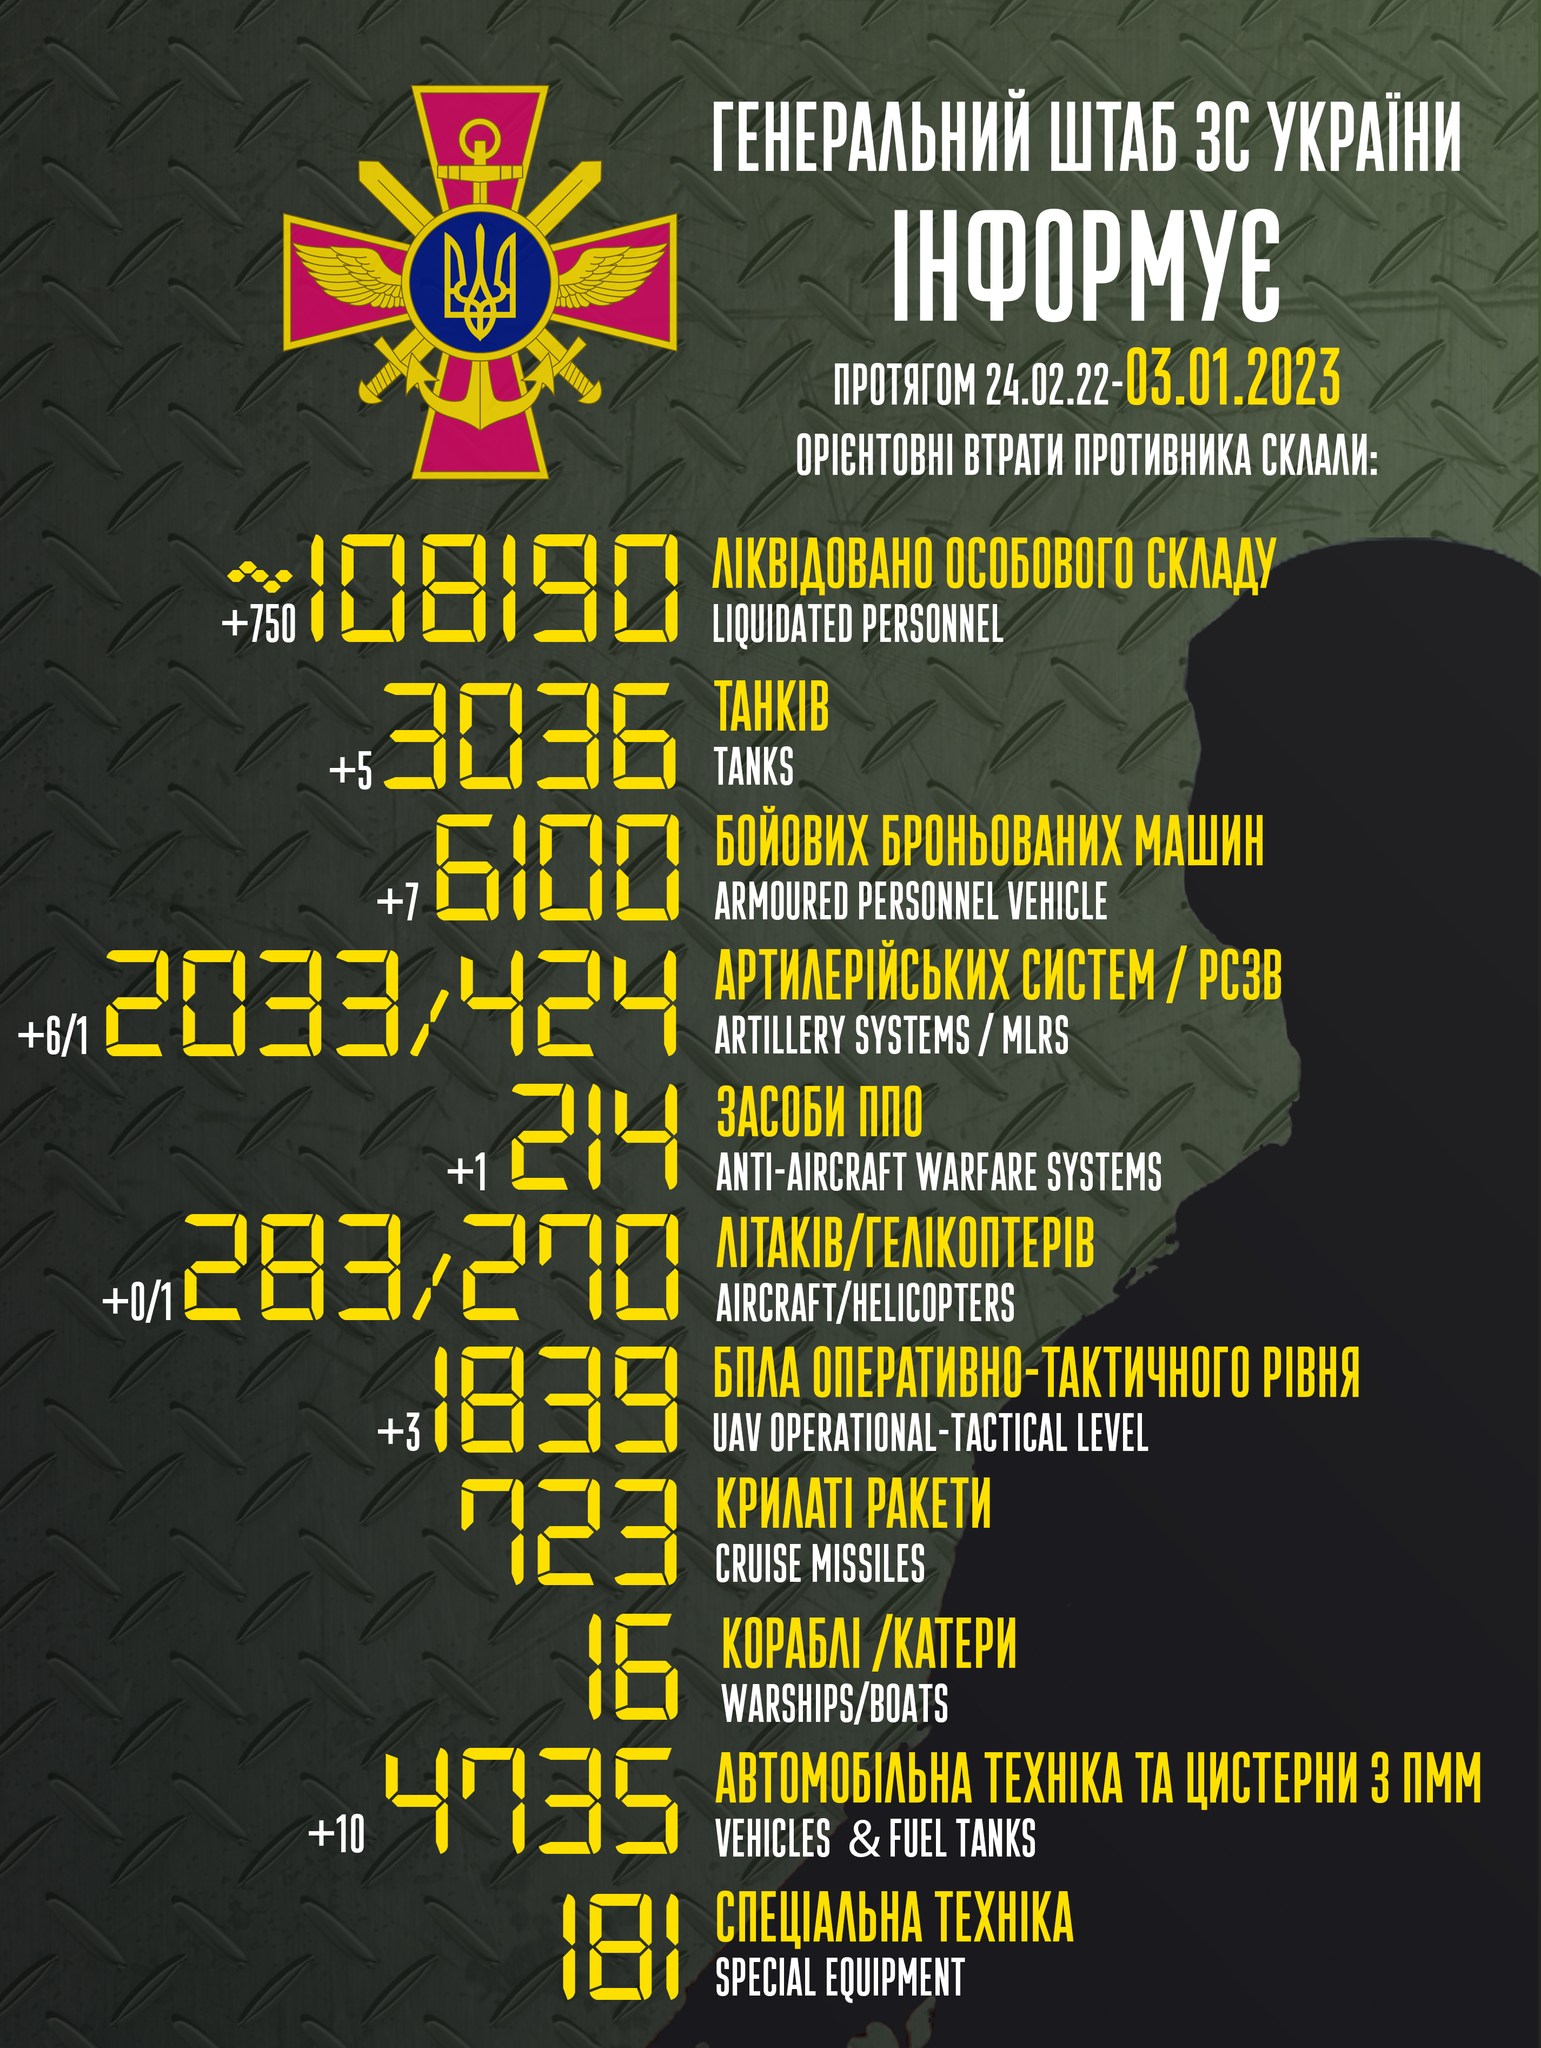 ГЕНЕРАЛЬНИЙ ШТАБ ЗС УКРАЇНИ
ІНФОРМУЄ
ПРОТЯГОМ 24.02.22-03.01.2023
ОРІЄНТОВНІ ВТРАТИ ПРОТИВНИКА СКЛАЛИ:
~108190 ЛІКВІДОВАНО ОСОБОВОГО СКЛАДУ
+750 LIQUIDATED PERSONNEL
3036 ТАНКІВ
+5 TANKS
6100 БОЙОВИХ БРОНЬОВАНИХ МАШИН
+7 ARMOURED PERSONNEL VEHICLE
2033/424 АРТИЛЕРІЙСЬКИХ СИСТЕМ / РСЗВ
+6/1 ARTILLERY SYSTEMS / MLRS
214 ЗАСОБИ ППО
+1 ANTI-AIRCRAFT WARFARE SYSTEMS
283/270 ЛІТАКІВ/ГЕЛІКОПТЕРІВ
+0/1 AIRCRAFT/HELICOPTERS
1839 БПЛА ОПЕРАТИВНО-ТАКТИЧНОГО РІВНЯ
+3 UAV OPERATIONAL-TACTICAL LEVEL
723 КРИЛАТІ РАКЕТИ
CRUISE MISSILES
16 КОРАБЛІ /КАТЕРИ
WARSHIPS/BOATS
4735 АВТОМОБІЛЬНА ТЕХНІКА ТА ЦИСТЕРНИ З ПММ
+10 VEHICLES & FUEL TANKS
181 СПЕЦІАЛЬНА ТЕХНІКА
SPECIAL EQUIPMENT